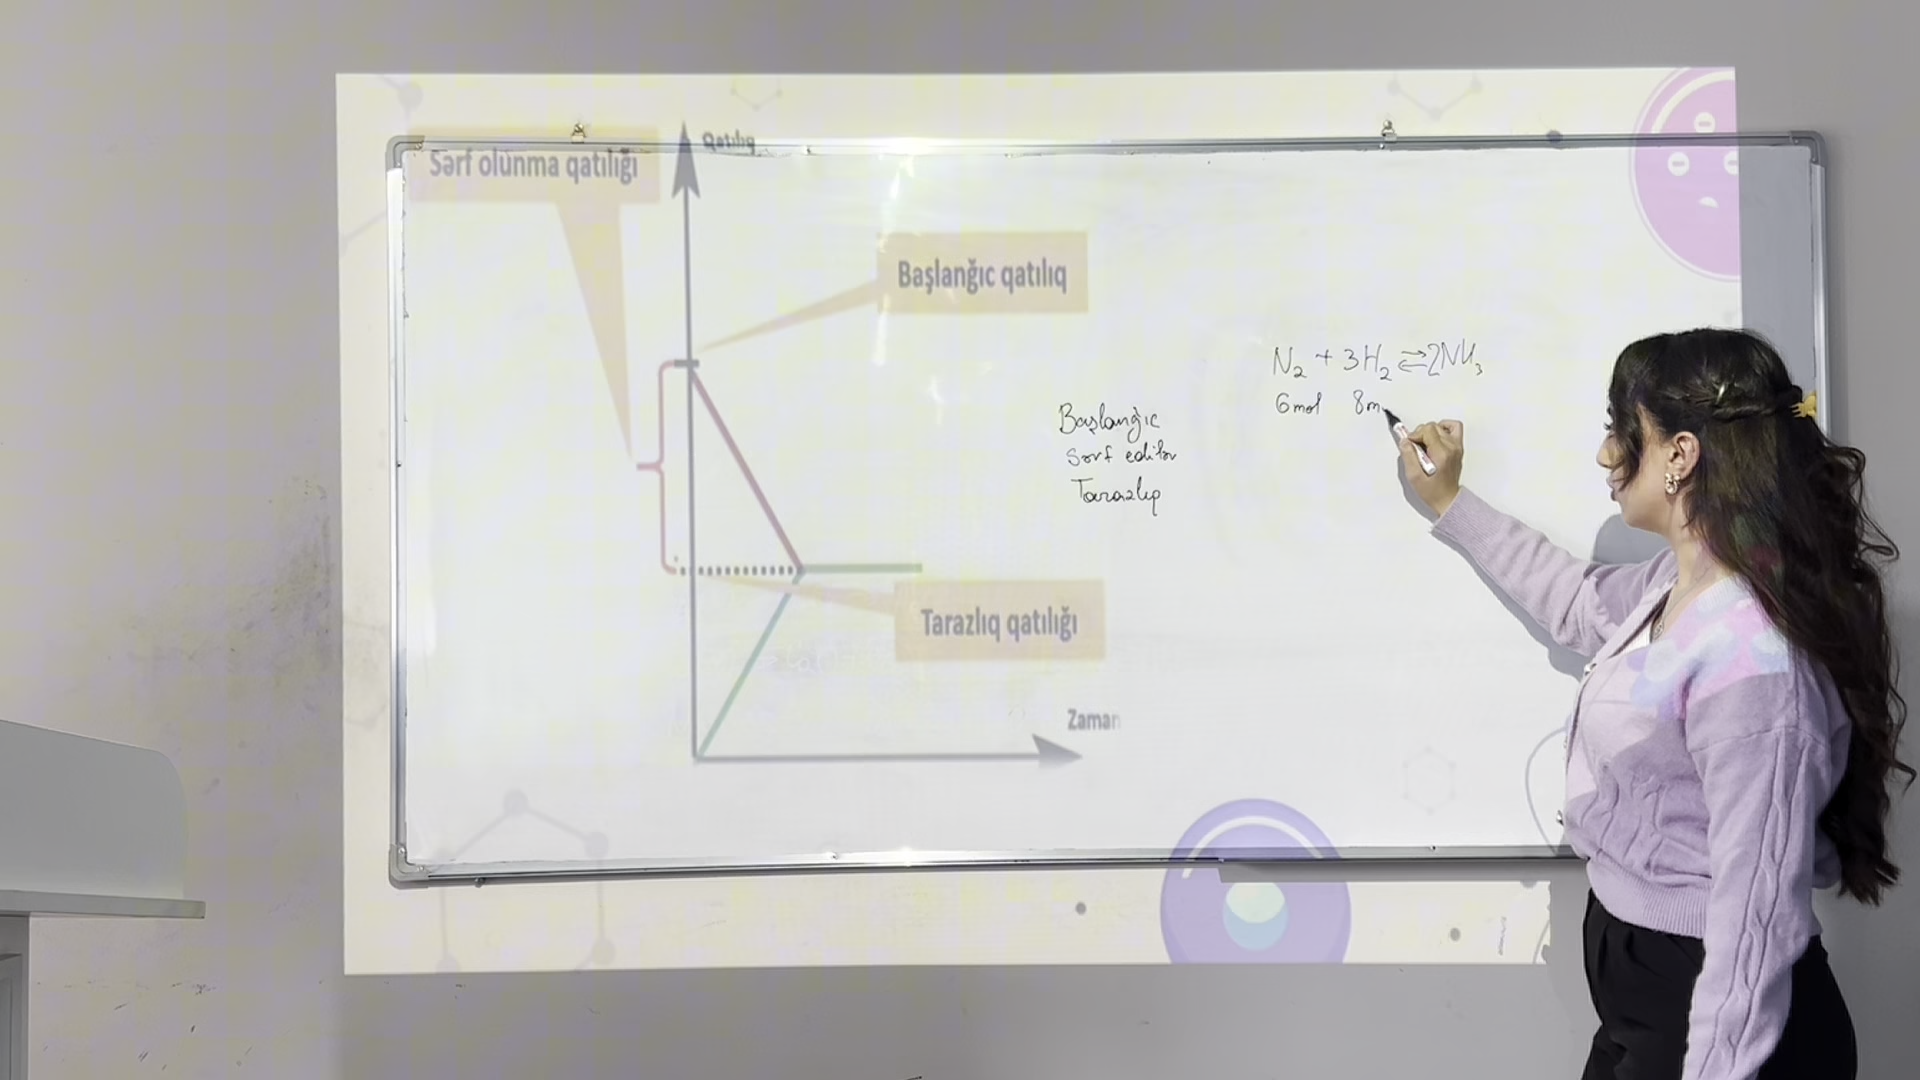 Qatılıq
Sərf olunma qatılığı
Başlanğıc qatılıq
N₂ + 3H₂ ⇄ 2NH₃
6mol 8m
Başlanğıc
Sərf edilən
Tarazlıq
Tarazlıq qatılığı
Zaman